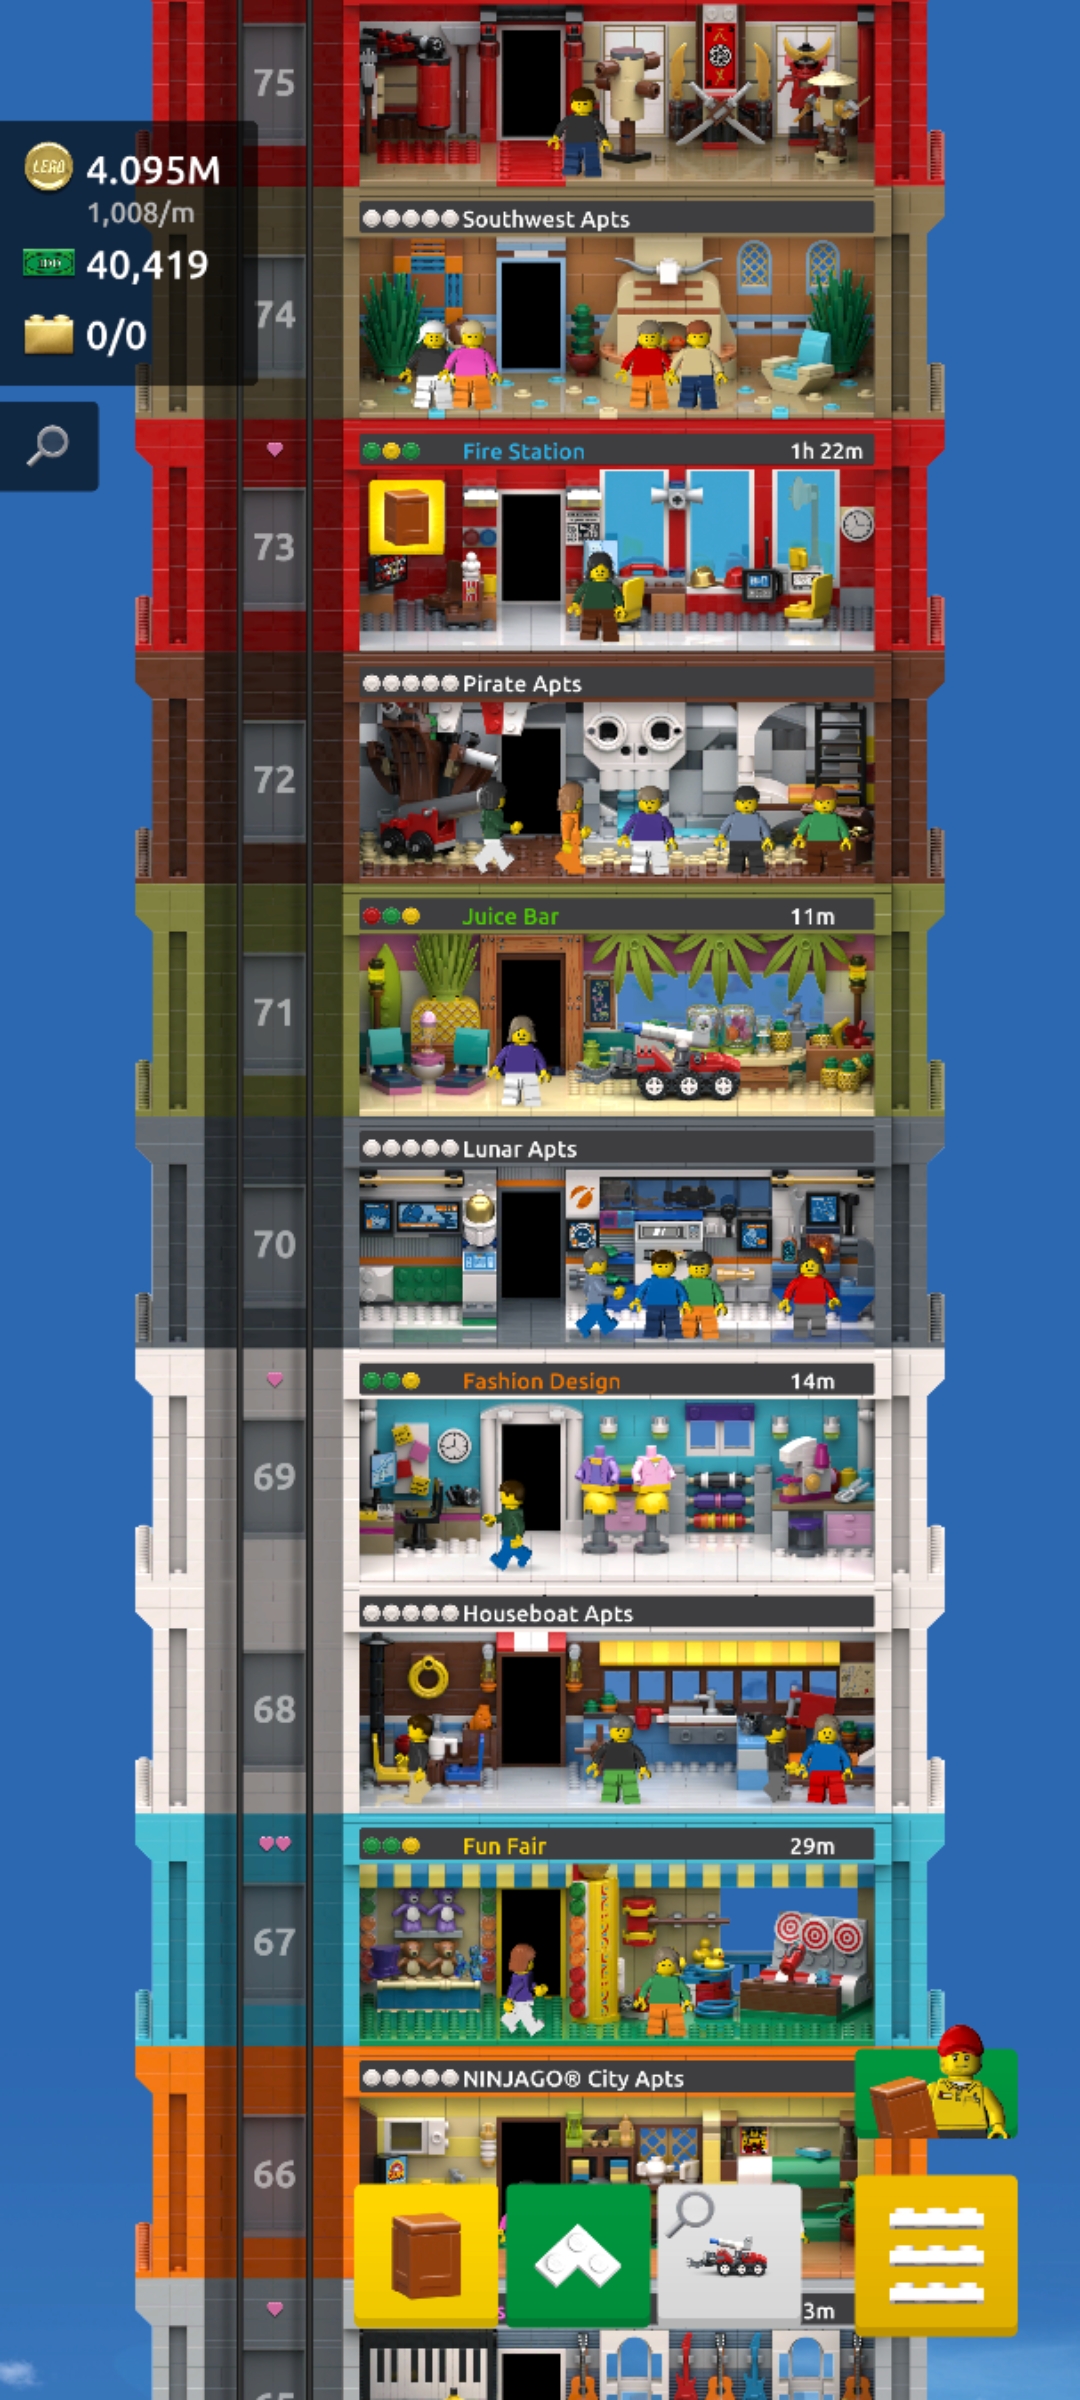 75
LEGO
4.095M
1,008/m
40,419
0/0
Southwest Apts
74
Fire Station 1h 22m
73
Pirate Apts
72
Juice Bar 11m
71
Lunar Apts
70
Fashion Design 14m
69
Houseboat Apts
68
Fun Fair 29m
67
NINJAGO® City Apts
66
s 3m
65